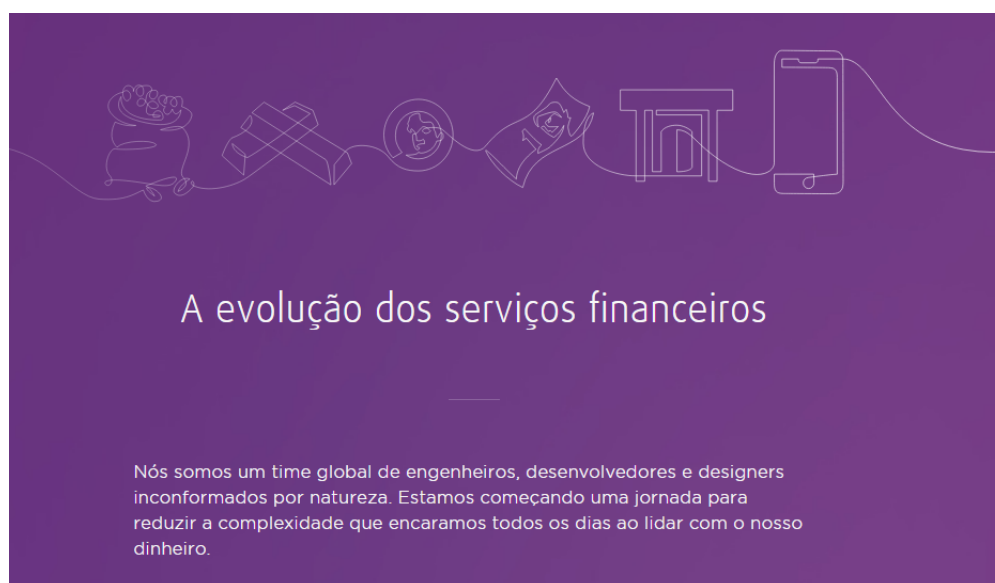 A evolução dos serviços financeiros
Nós somos um time global de engenheiros, desenvolvedores e designers
inconformados por natureza. Estamos começando uma jornada para
reduzir a complexidade que encaramos todos os dias ao lidar com o nosso
dinheiro.